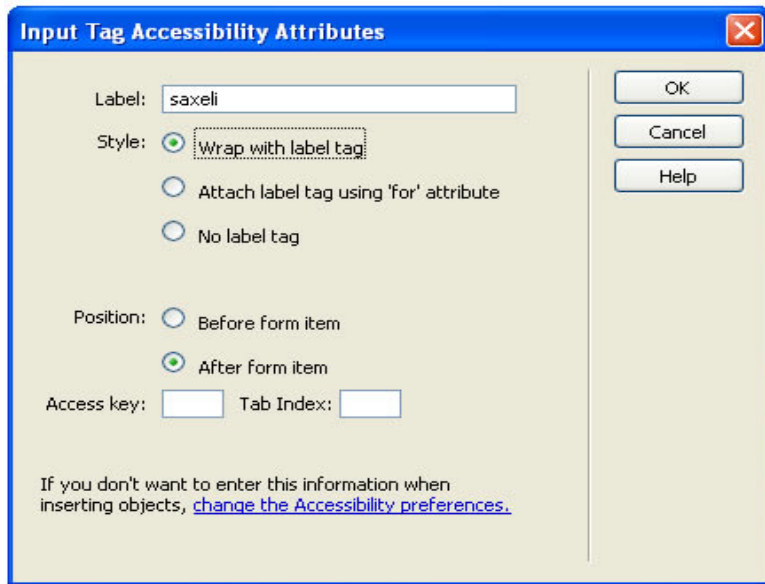 Input Tag Accessibility Attributes
Label: saxeli
OK
Style: Wrap with label tag
Cancel
Attach label tag using 'for' attribute
Help
No label tag
Position: Before form item
After form item
Access key: Tab Index:
If you don't want to enter this information when
inserting objects, change the Accessibility preferences.